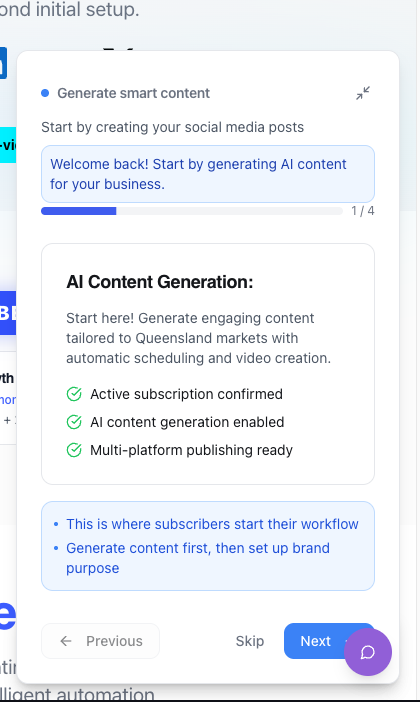 ond initial setup.
Generate smart content
Start by creating your social media posts
Welcome back! Start by generating AI content
for your business.
1 / 4
AI Content Generation:
Start here! Generate engaging content
tailored to Queensland markets with
automatic scheduling and video creation.
Active subscription confirmed
AI content generation enabled
Multi-platform publishing ready
This is where subscribers start their workflow
Generate content first, then set up brand
purpose
Previous
Skip
Next
lligent automation